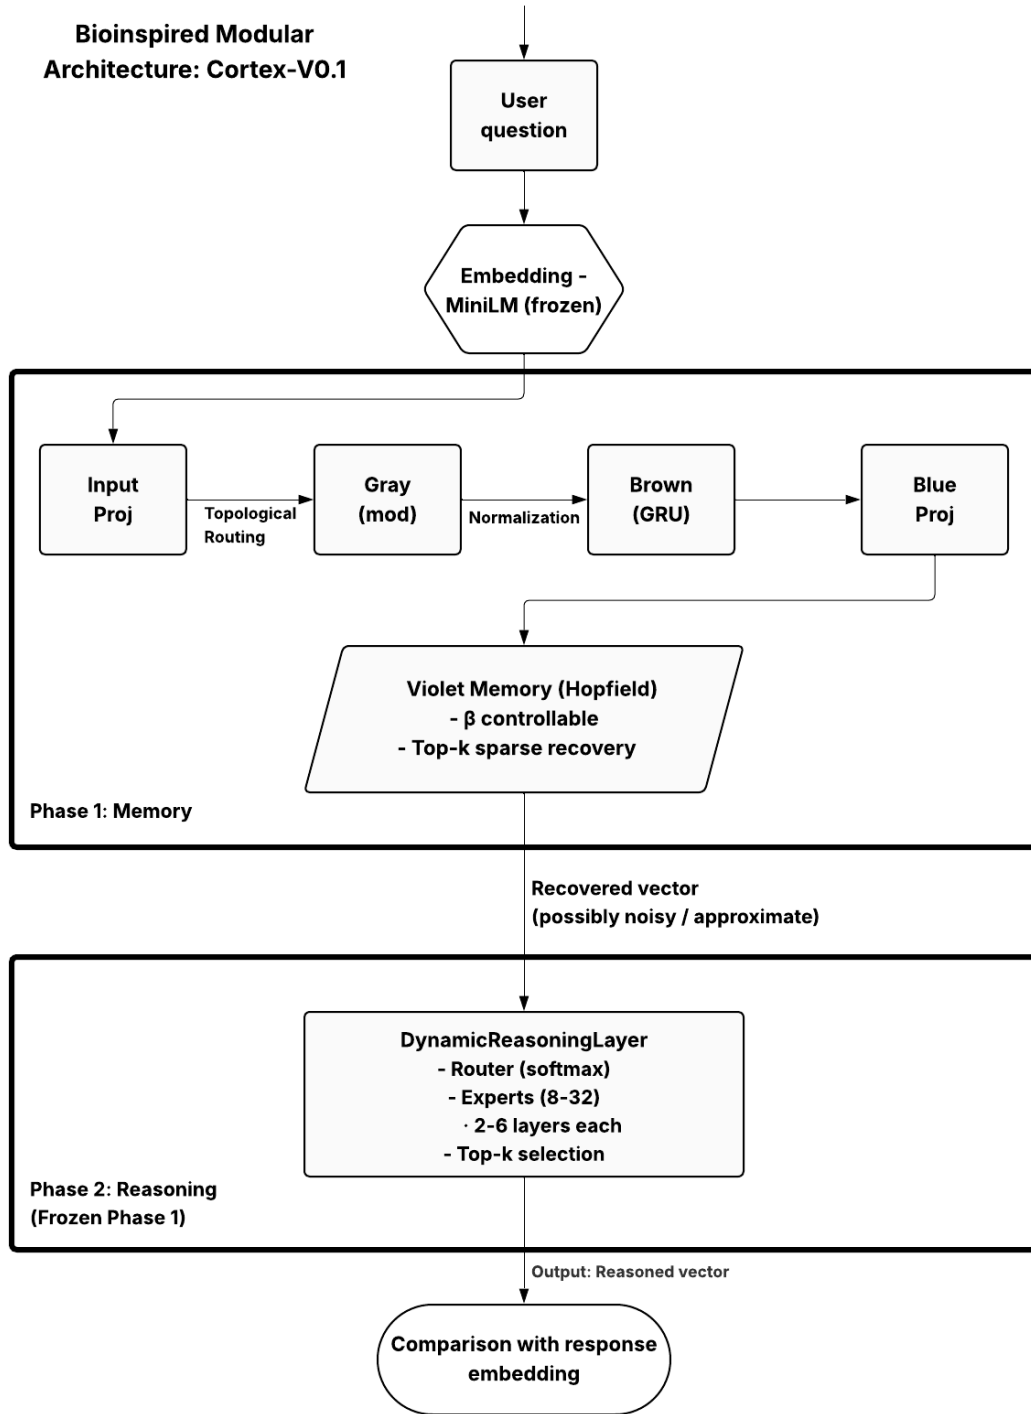 Bioinspired Modular
Architecture: Cortex-V0.1
User
question
Embedding -
MiniLM (frozen)
Input
Proj
Topological
Routing
Gray
(mod)
Normalization
Brown
(GRU)
Blue
Proj
Violet Memory (Hopfield)
- β controllable
- Top-k sparse recovery
Phase 1: Memory
Recovered vector
(possibly noisy / approximate)
DynamicReasoningLayer
- Router (softmax)
- Experts (8-32)
· 2-6 layers each
- Top-k selection
Phase 2: Reasoning
(Frozen Phase 1)
Output: Reasoned vector
Comparison with response
embedding